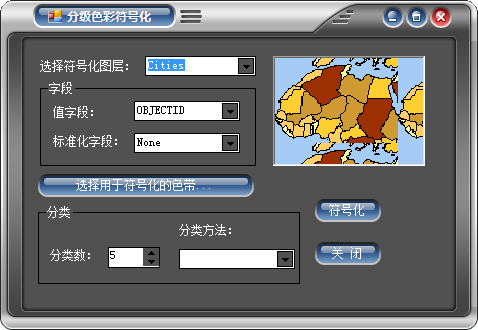 分级色彩符号化
选择符号化图层： Cities
字段
值字段： OBJECTID
标准化字段： None
选择用于符号化的色带...
分类
分类方法：
分类数： 5
符号化
关 闭